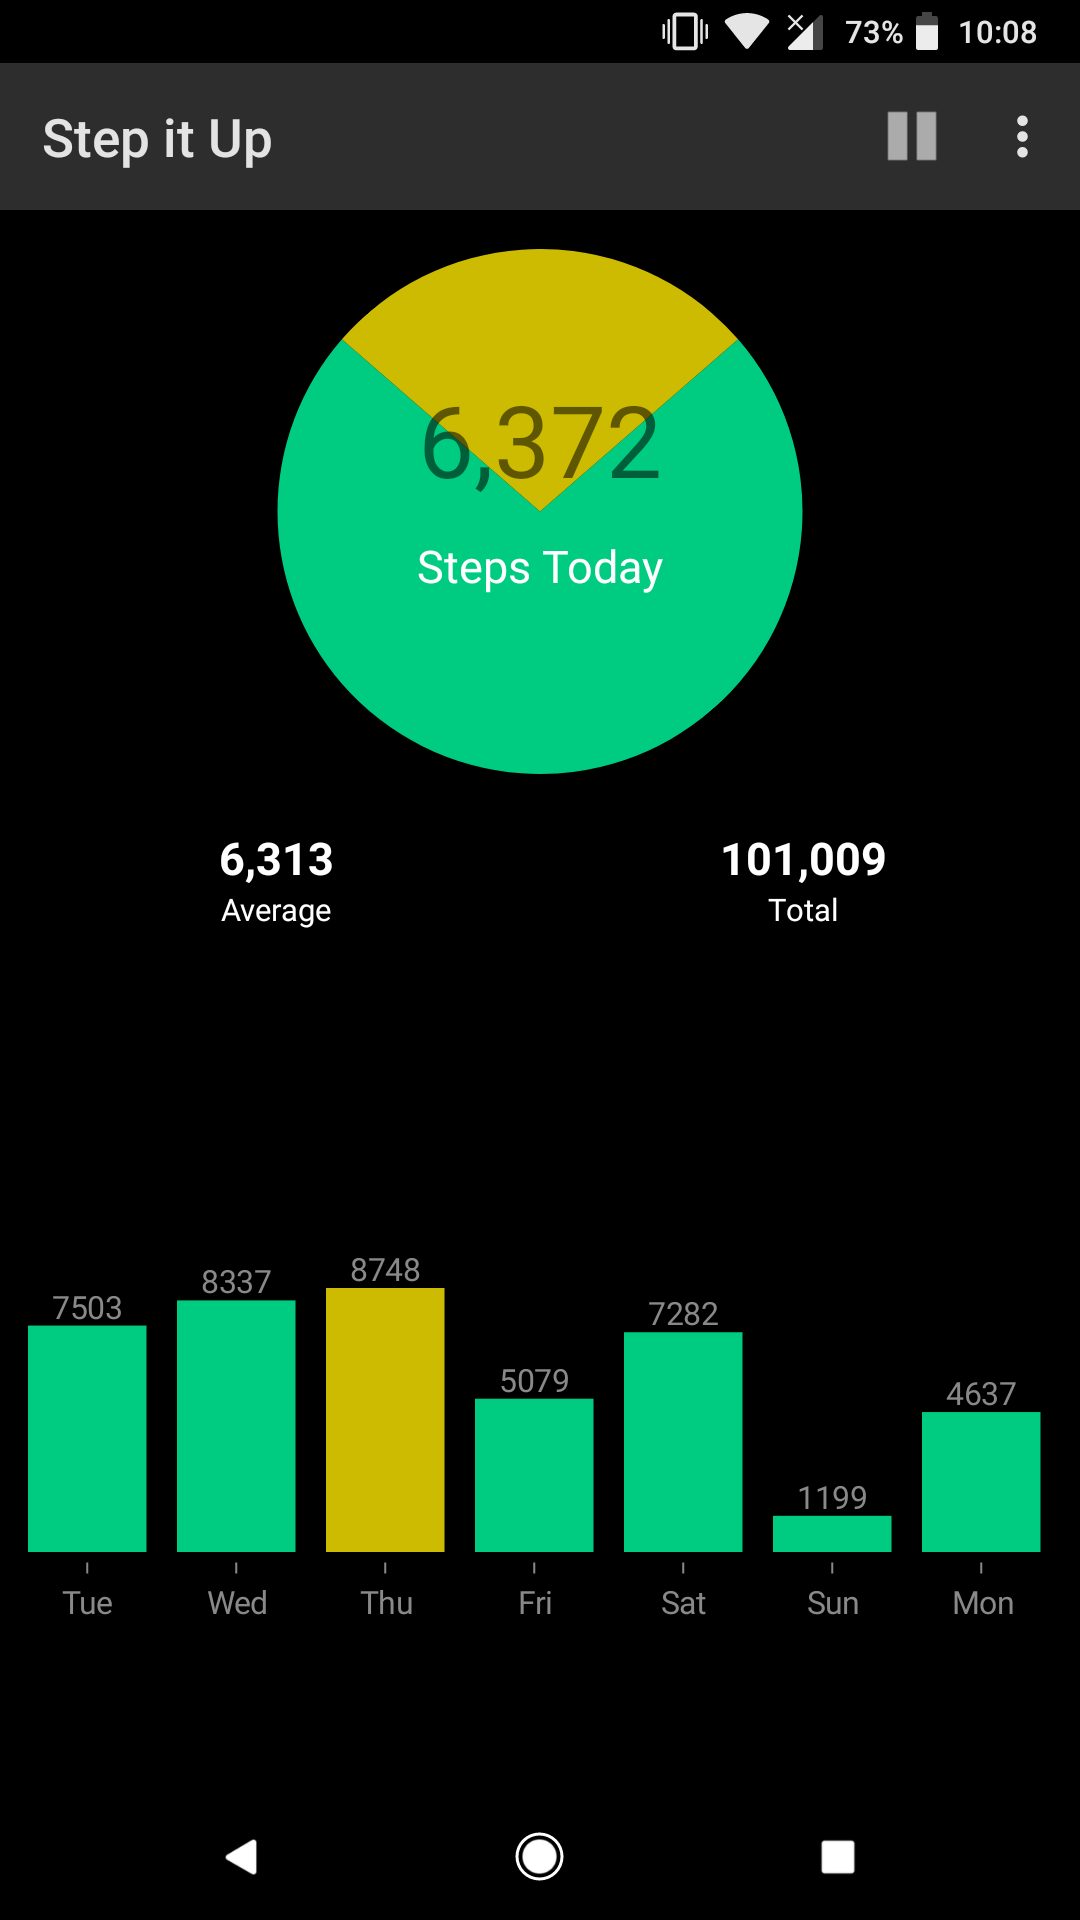 73% 10:08
Step it Up
6,372
Steps Today
6,313 101,009
Average Total
7503 8337 8748 5079 7282 1199 4637
Tue Wed Thu Fri Sat Sun Mon